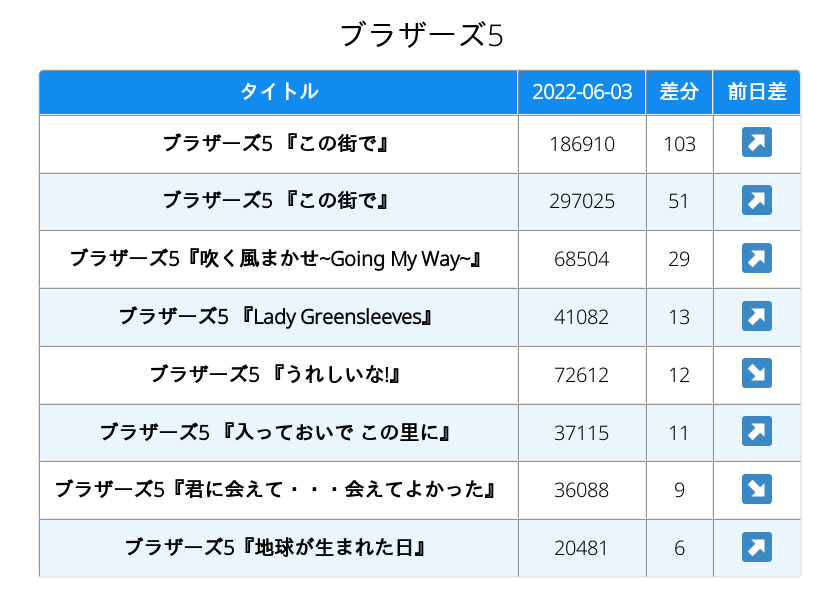 ブラザーズ5
タイトル 2022-06-03 差分 前日差
ブラザーズ5 『この街で』 186910 103 ↗
ブラザーズ5 『この街で』 297025 51 ↗
ブラザーズ5『吹く風まかせ~Going My Way~』 68504 29 ↗
ブラザーズ5 『Lady Greensleeves』 41082 13 ↗
ブラザーズ5 『うれしいな!』 72612 12 ↘
ブラザーズ5 『入っておいで この里に』 37115 11 ↗
ブラザーズ5『君に会えて・・・会えてよかった』 36088 9 ↘
ブラザーズ5『地球が生まれた日』 20481 6 ↗